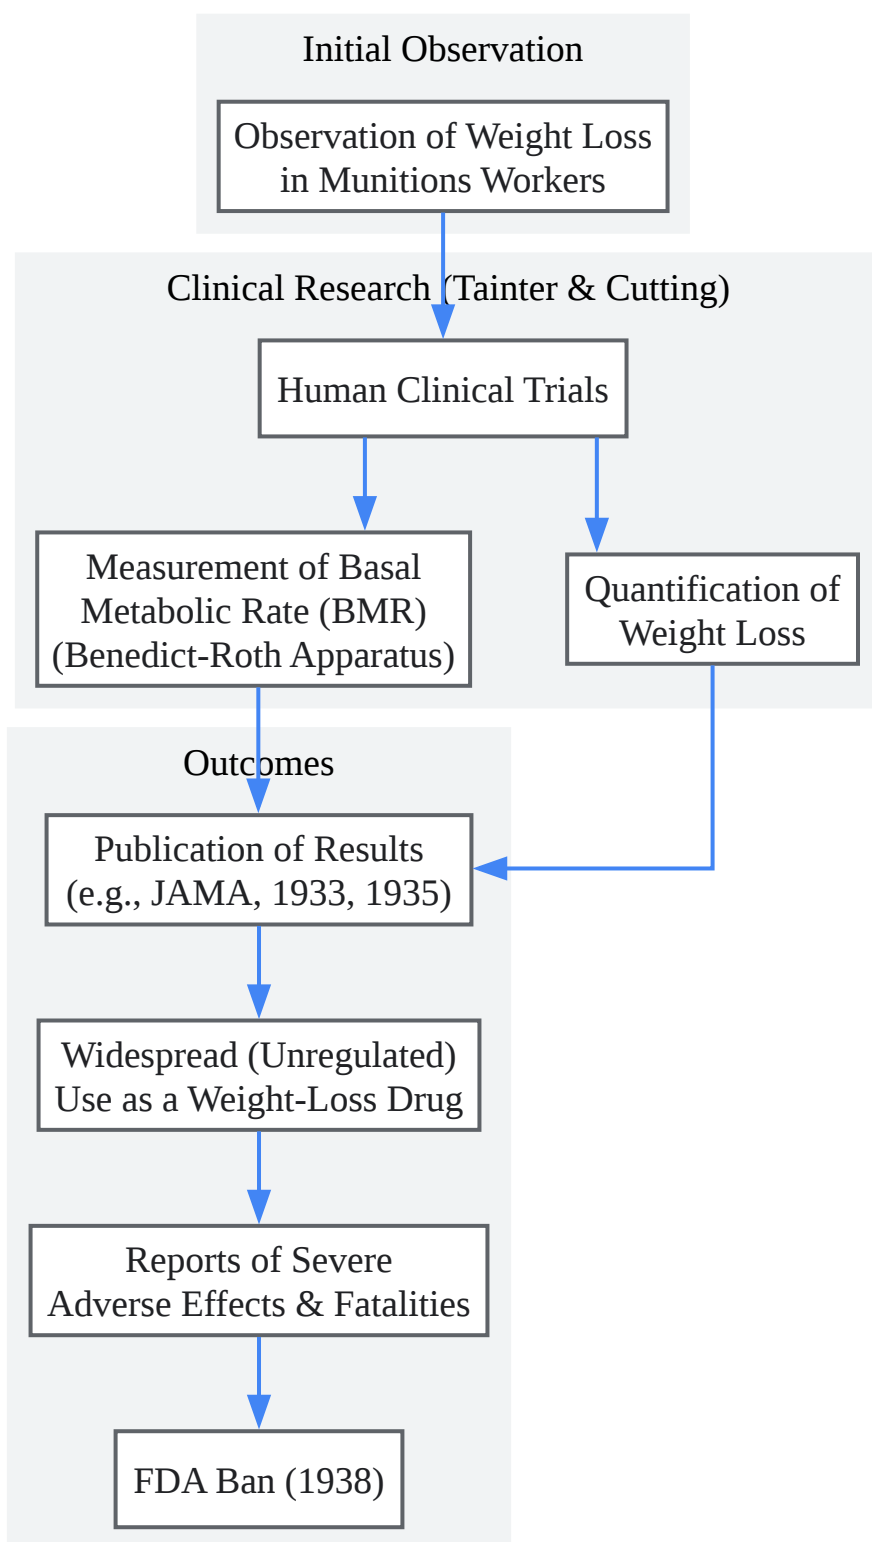 Initial Observation
Observation of Weight Loss
in Munitions Workers
Clinical Research (Tainter & Cutting)
Human Clinical Trials
Measurement of Basal
Metabolic Rate (BMR)
(Benedict-Roth Apparatus)
Quantification of
Weight Loss
Outcomes
Publication of Results
(e.g., JAMA, 1933, 1935)
Widespread (Unregulated)
Use as a Weight-Loss Drug
Reports of Severe
Adverse Effects & Fatalities
FDA Ban (1938)